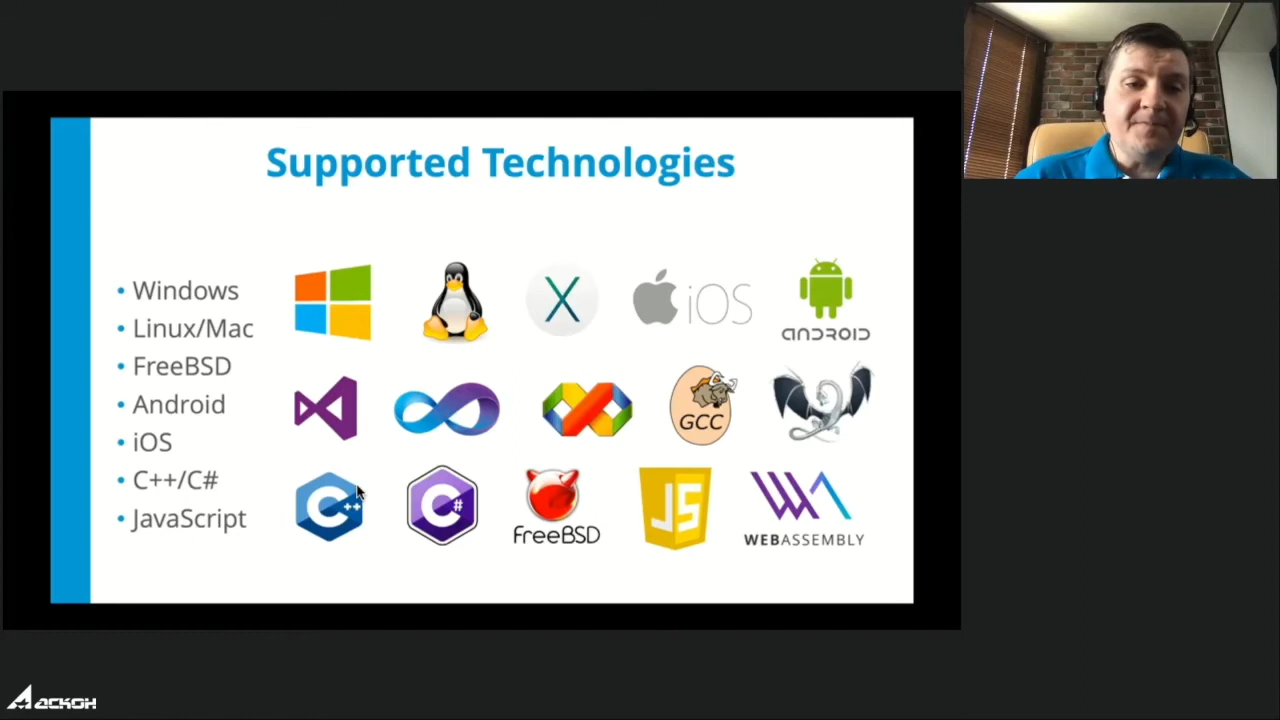 Supported Technologies
• Windows
• Linux/Mac
• FreeBSD
• Android
• iOS
• C++/C#
• JavaScript
X
iOS
ANDROID
GCC
C++
C#
FreeBSD
JS
WEBASSEMBLY
АСКОН